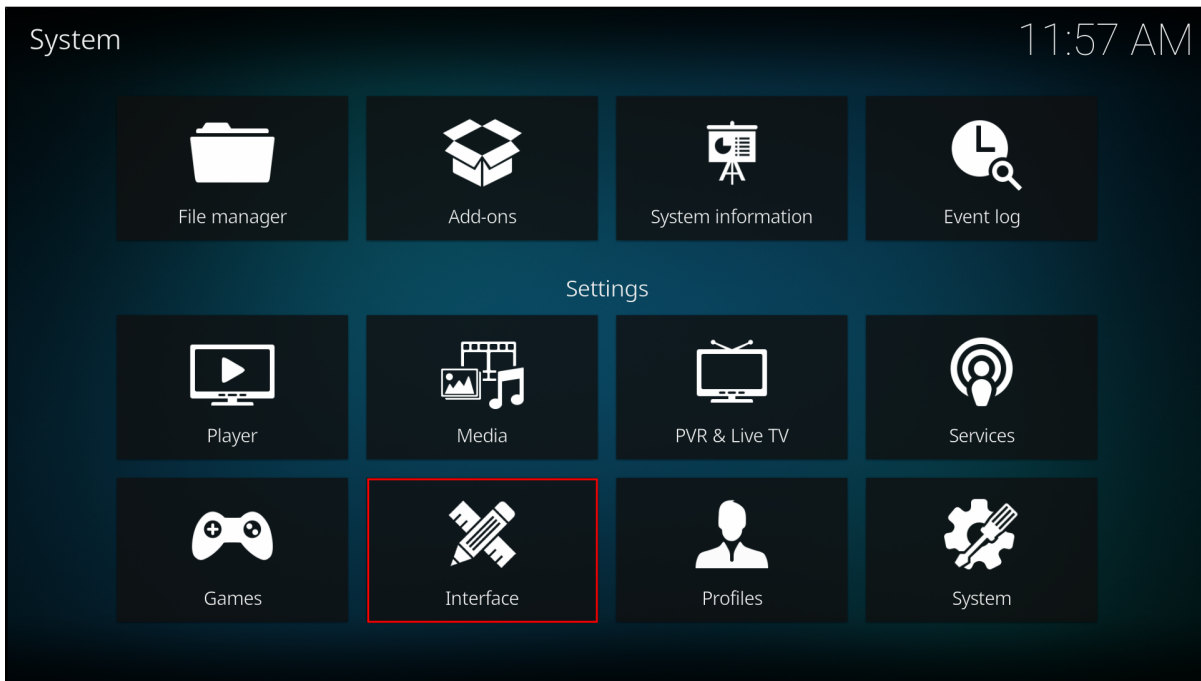 System
11:57 AM
File manager
Add-ons
System information
Event log
Settings
Player
Media
PVR & Live TV
Services
Games
Interface
Profiles
System